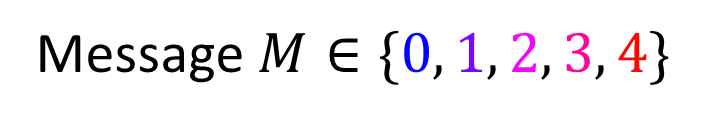 Message M ∈ {0, 1, 2, 3, 4}